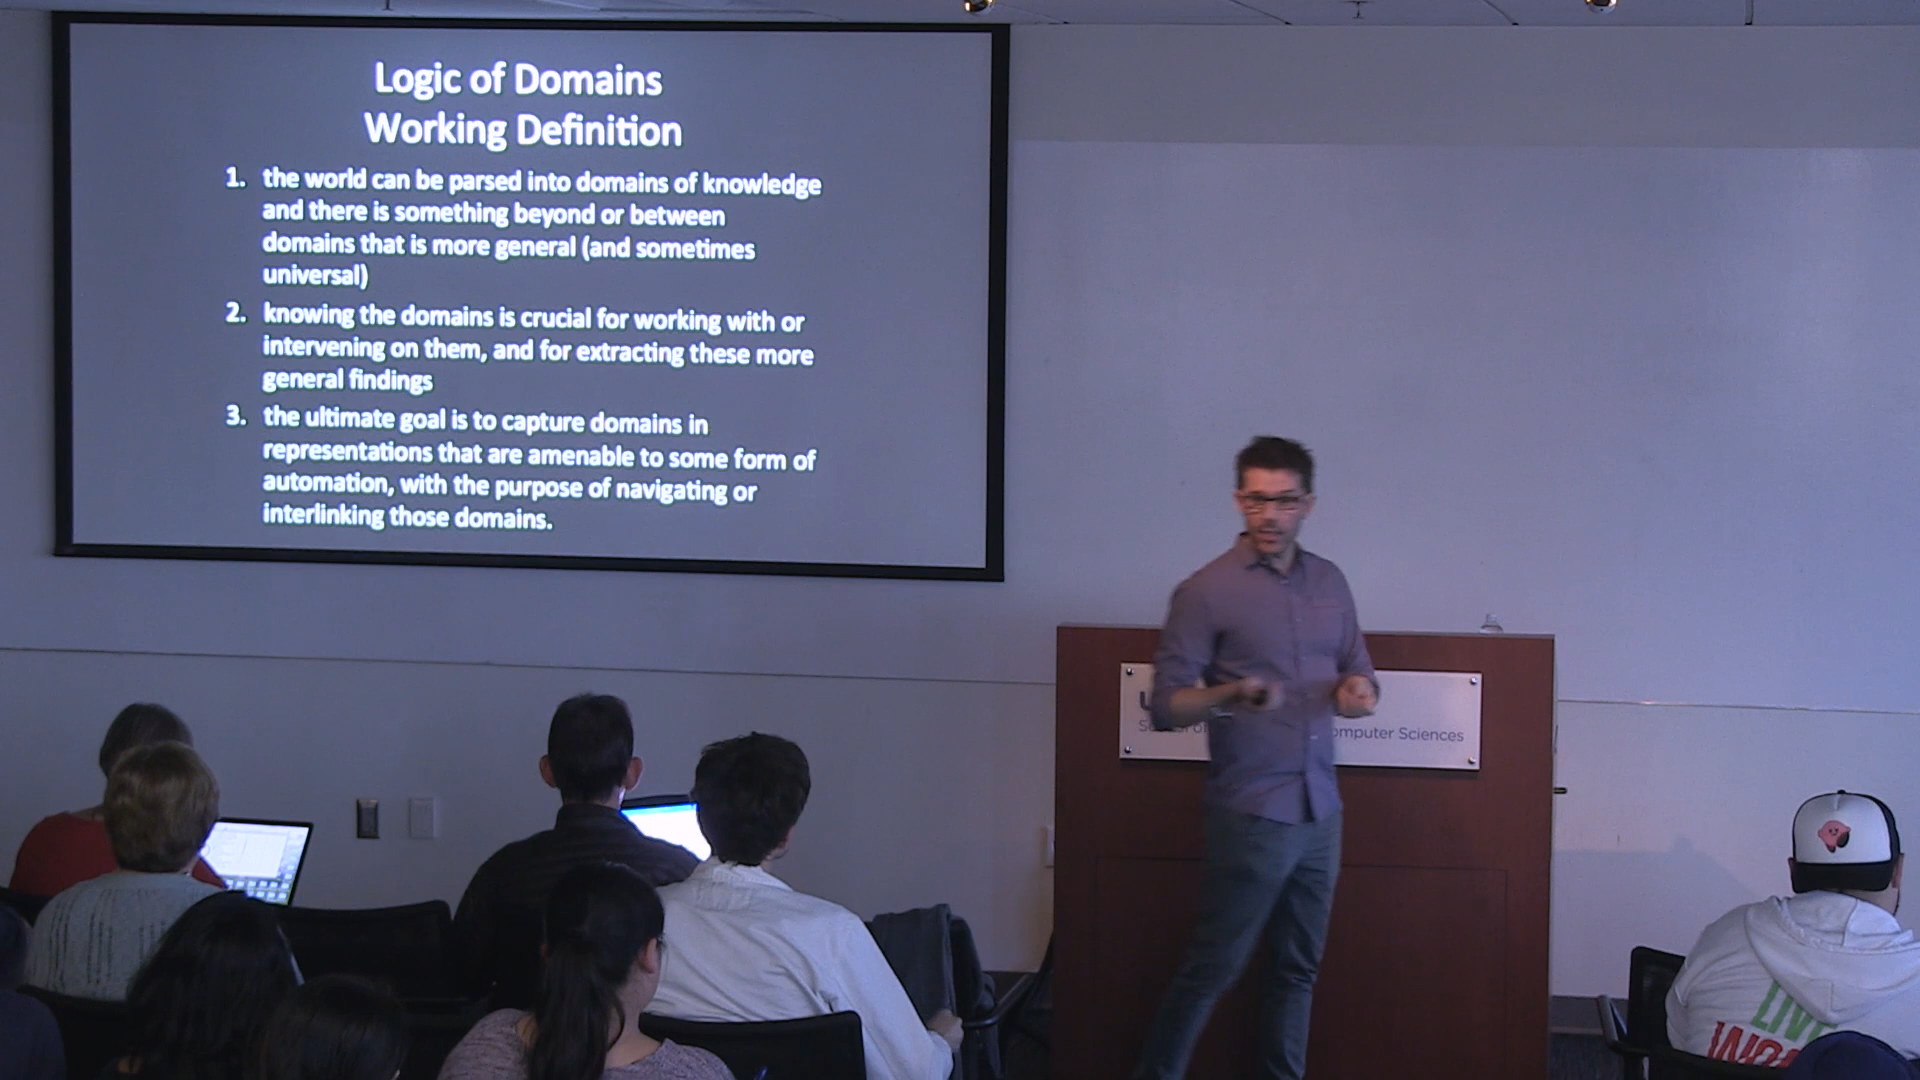 Logic of Domains
Working Definition
1. the world can be parsed into domains of knowledge
and there is something beyond or between
domains that is more general (and sometimes
universal)
2. knowing the domains is crucial for working with or
intervening on them, and for extracting these more
general findings
3. the ultimate goal is to capture domains in
representations that are amenable to some form of
automation, with the purpose of navigating or
interlinking those domains.
Computer Sciences